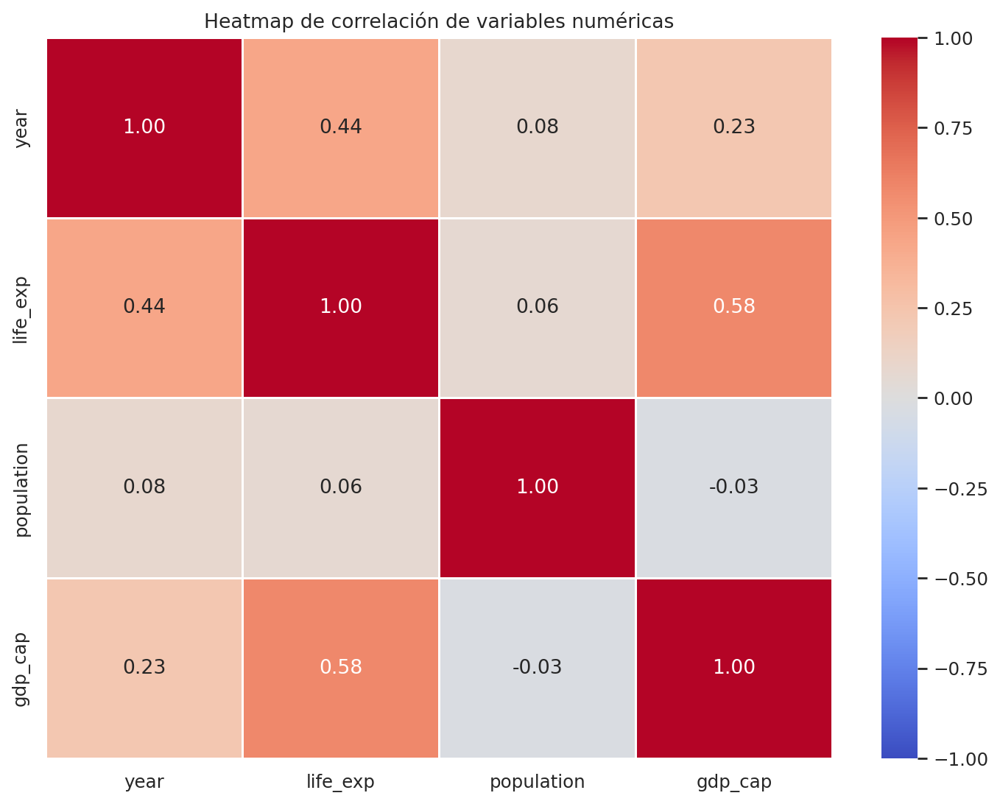 Heatmap de correlación de variables numéricas
year 1.00 0.44 0.08 0.23
life_exp 0.44 1.00 0.06 0.58
population 0.08 0.06 1.00 -0.03
gdp_cap 0.23 0.58 -0.03 1.00
year life_exp population gdp_cap
1.00
0.75
0.50
0.25
0.00
−0.25
−0.50
−0.75
−1.00